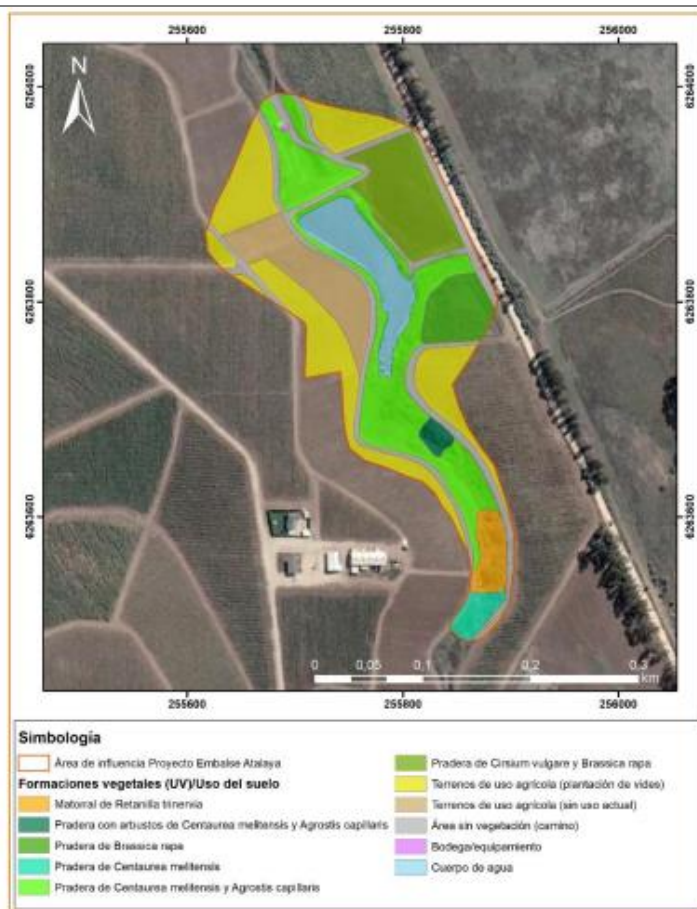 255600 255800 256000
6264000 6264000
N
6263800 6263800
6263600 6263600
0 0,05 0,1 0,2 0,3
km
255600 255800 256000
Simbología
Área de influencia Proyecto Embalse Atalaya
Formaciones vegetales (UV)/Uso del suelo
Matorral de Retanilla trinervia
Pradera con arbustos de Centaurea melitensis y Agrostis capillaris
Pradera de Brassica rapa
Pradera de Centaurea melitensis
Pradera de Centaurea melitensis y Agrostis capillaris
Pradera de Cirsium vulgare y Brassica rapa
Terrenos de uso agrícola (plantación de vides)
Terrenos de uso agrícola (sin uso actual)
Área sin vegetación (camino)
Bodega/equipamiento
Cuerpo de agua